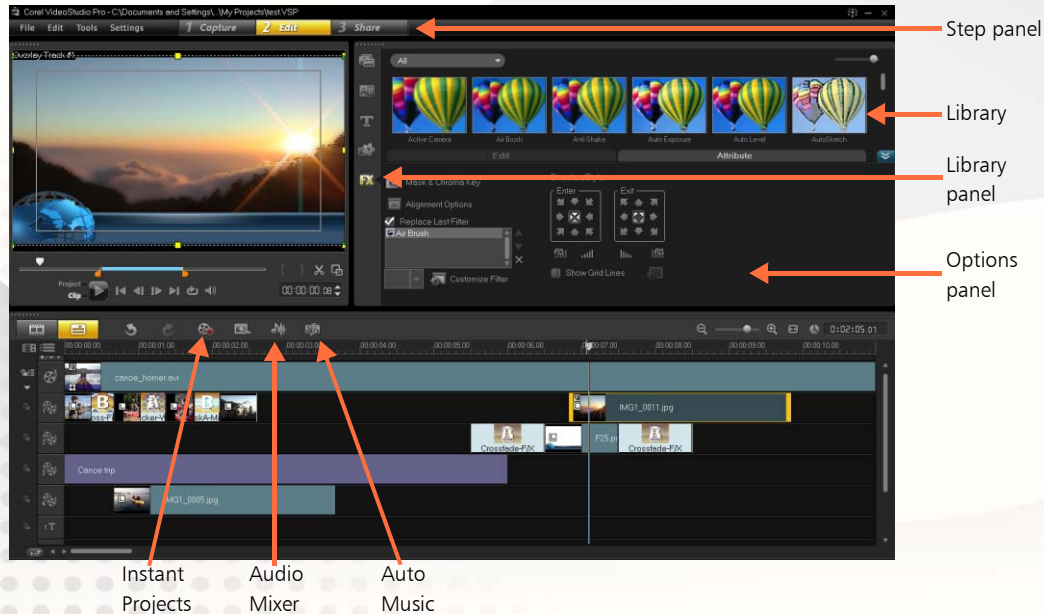 Corel VideoStudio Pro - C:\Documents and Settings\...\My Projects\test.VSP
File Edit Tools Settings 1 Capture 2 Edit 3 Share
Step panel
Overlay Track #1
All
Active Camera Air Brush Anti-Shake Auto Exposure Auto Level AutoSketch
Library
Edit Attribute
Library
panel
FX Mask & Chroma Key
Enter Exit
Alignment Options
Replace Last Filter
Air Brush
Customize Filter
Show Grid Lines
Options
panel
Project
Clip
00:00:00.08
0:02:05.01
00:00:00.00 00:00:01.00 00:00:02.00 00:00:03.00 00:00:04.00 00:00:05.00 00:00:06.00 00:00:07.00 00:00:08.00 00:00:09.00 00:00:10.00
canoe_homer.avi
IMG1_0011.jpg
Crossfade-F/X F25.p Crossfade-F/X
Canoe trip
IMG1_0005.jpg
Instant
Projects
Audio
Mixer
Auto
Music